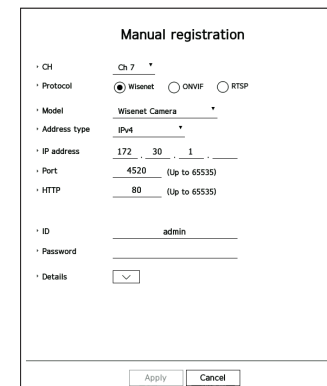 Manual registration
CH Ch 7
Protocol Wisenet ONVIF RTSP
Model Wisenet Camera
Address type IPv4
IP address 172 . 30 . 1 .
Port 4520 (Up to 65535)
HTTP 80 (Up to 65535)
ID admin
Password
Details
Apply Cancel